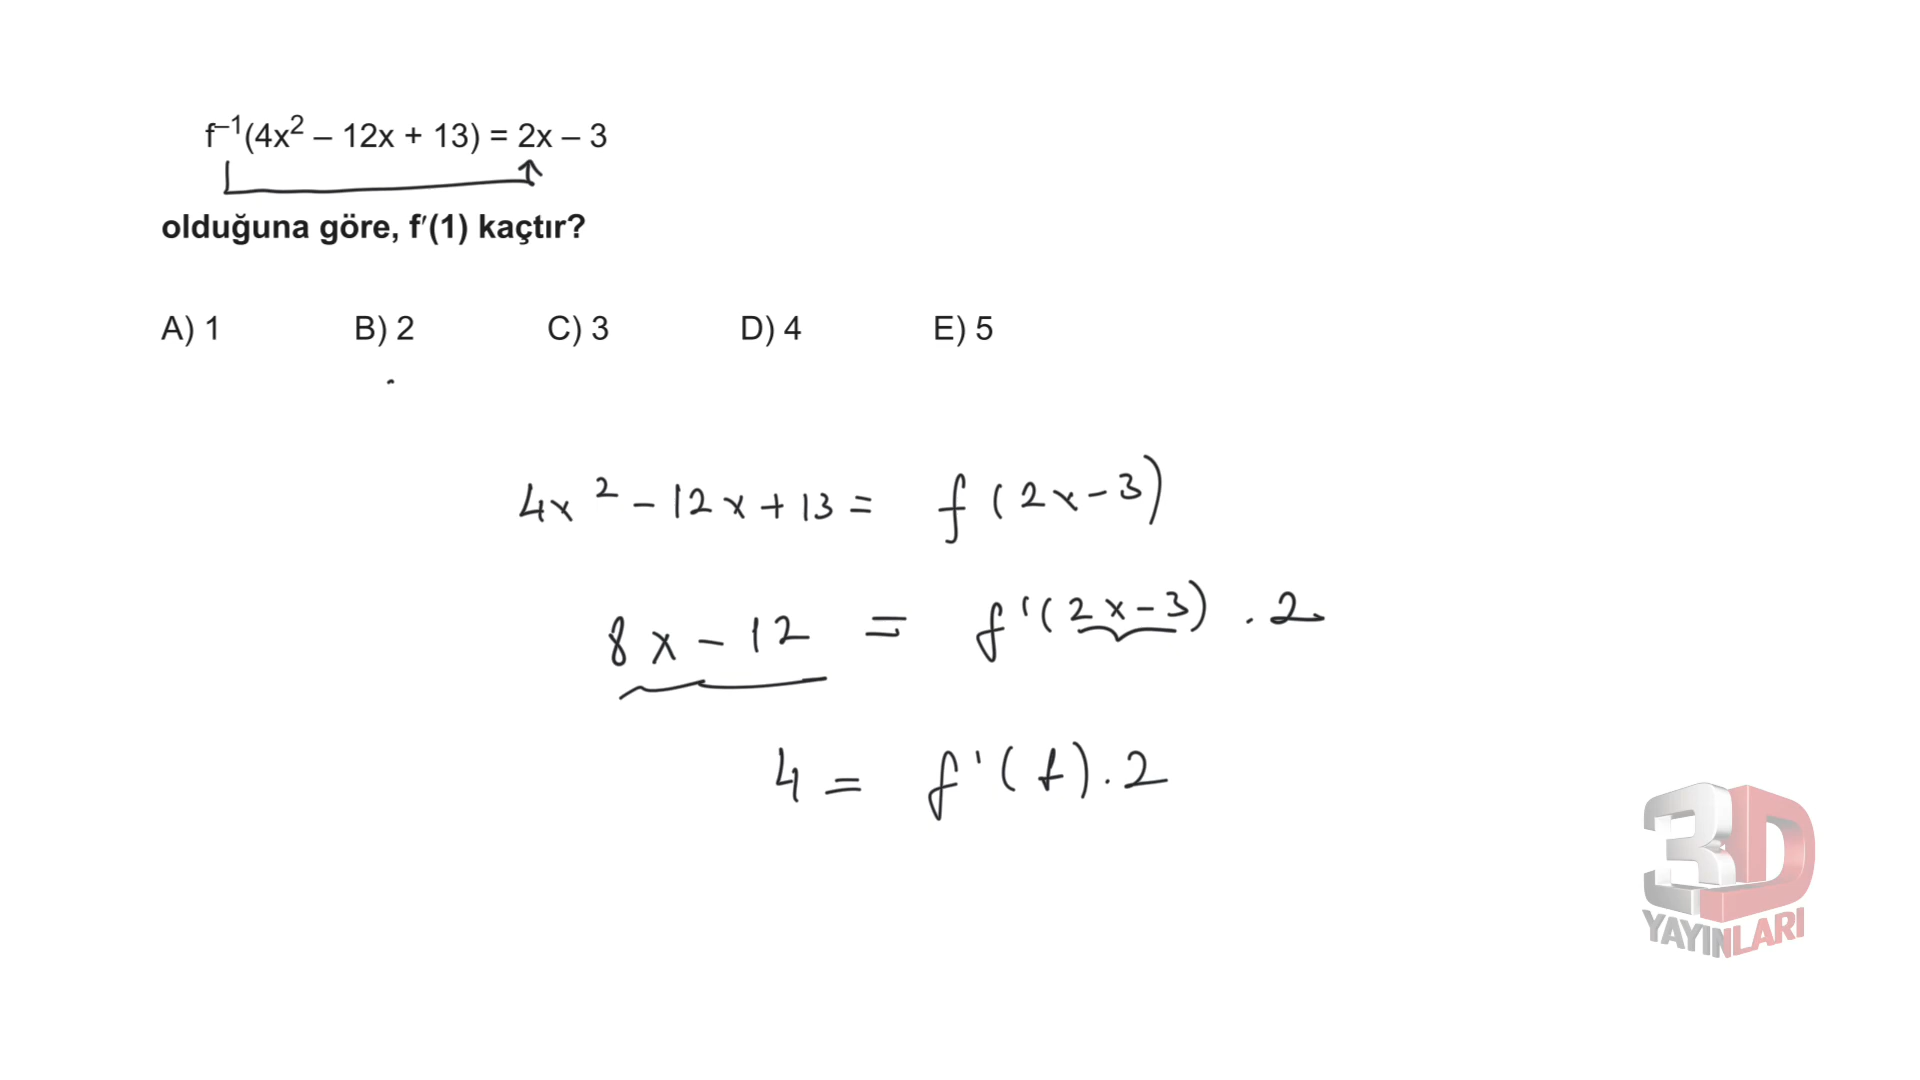 f⁻¹(4x² – 12x + 13) = 2x – 3
olduğuna göre, f′(1) kaçtır?
A) 1 B) 2 C) 3 D) 4 E) 5
4x² - 12x + 13 = f(2x - 3)
8x - 12 = f'(2x - 3) . 2
4 = f'(1) . 2
3D
YAYINLARI